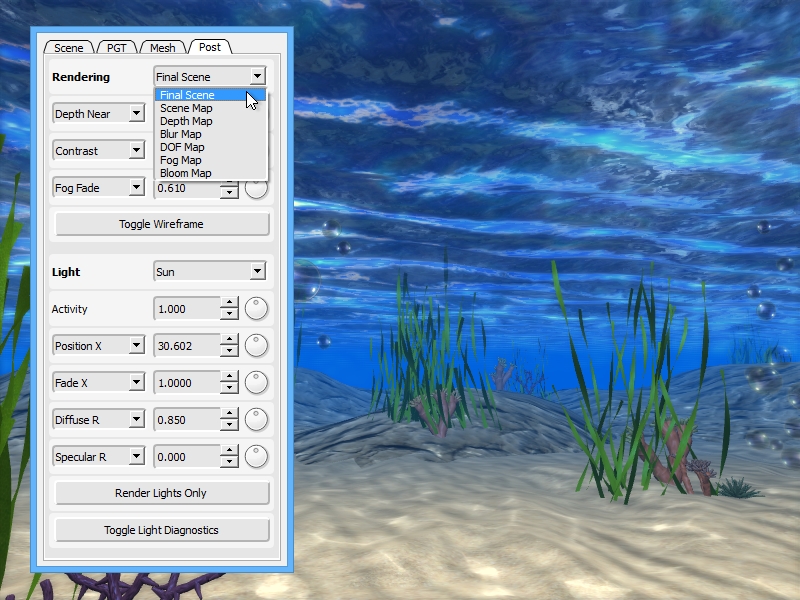 Scene PGT Mesh Post
Rendering Final Scene
Final Scene
Depth Near Scene Map
Depth Map
Blur Map
Contrast DOF Map
Fog Map
Bloom Map
Fog Fade 0.610
Toggle Wireframe
Light Sun
Activity 1.000
Position X 30.602
Fade X 1.0000
Diffuse R 0.850
Specular R 0.000
Render Lights Only
Toggle Light Diagnostics